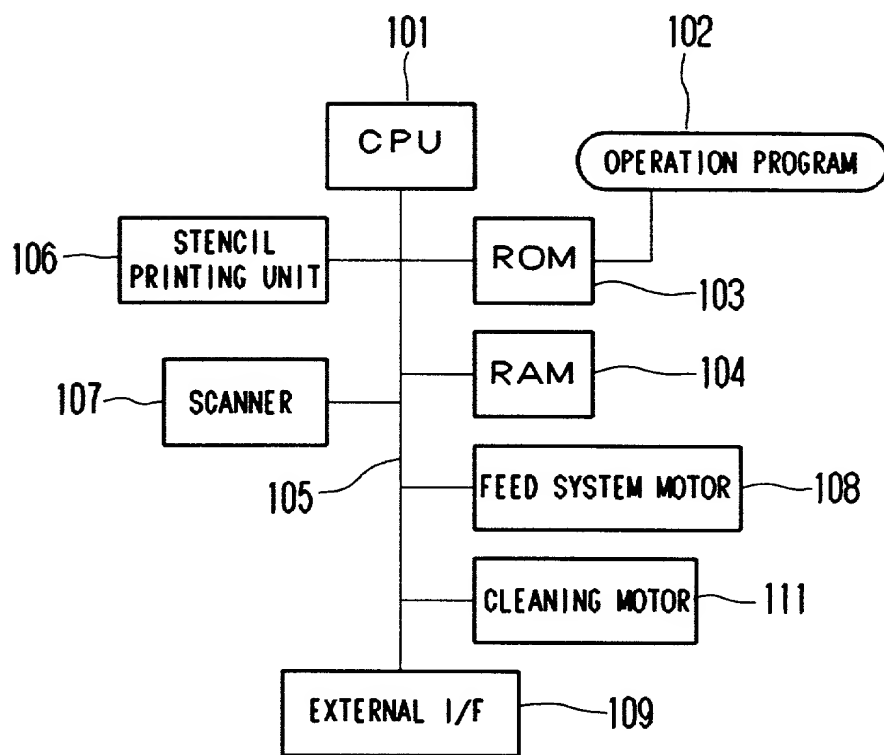 101
102
CPU
OPERATION PROGRAM
106
STENCIL
PRINTING UNIT
ROM
103
107
SCANNER
RAM
104
105
FEED SYSTEM MOTOR
108
CLEANING MOTOR
111
EXTERNAL I/F
109